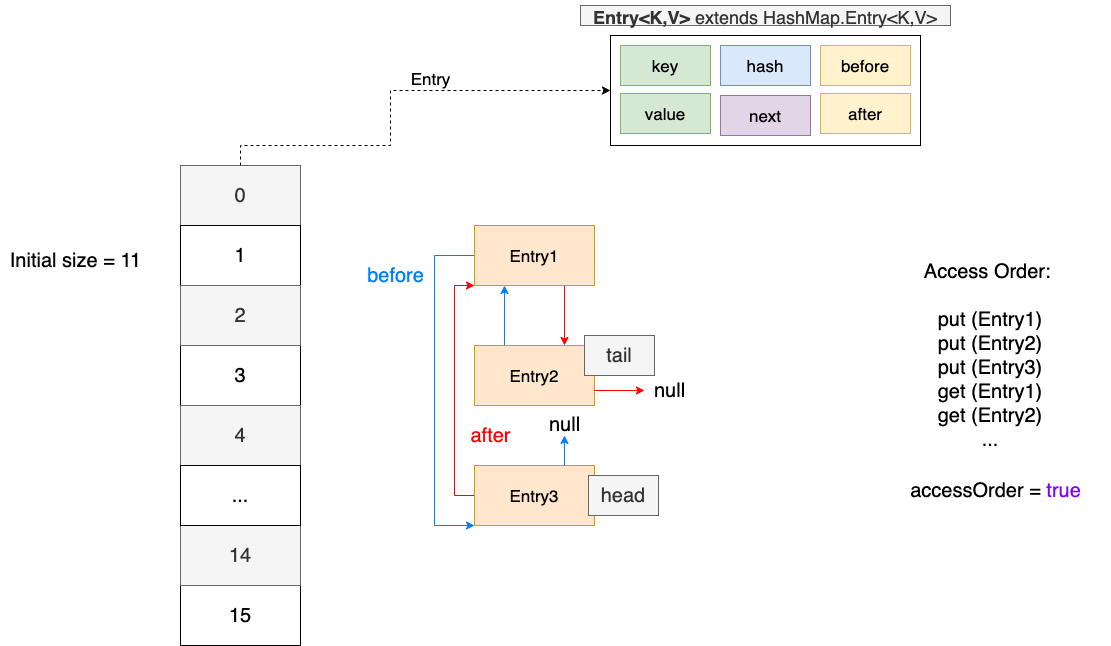 Entry<K,V> extends HashMap.Entry<K,V>
key
hash
before
value
next
after
Entry
0
1
2
3
4
...
14
15
Initial size = 11
before
Entry1
tail
Entry2
null
null
after
Entry3
head
Access Order:
put (Entry1)
put (Entry2)
put (Entry3)
get (Entry1)
get (Entry2)
...
accessOrder = true